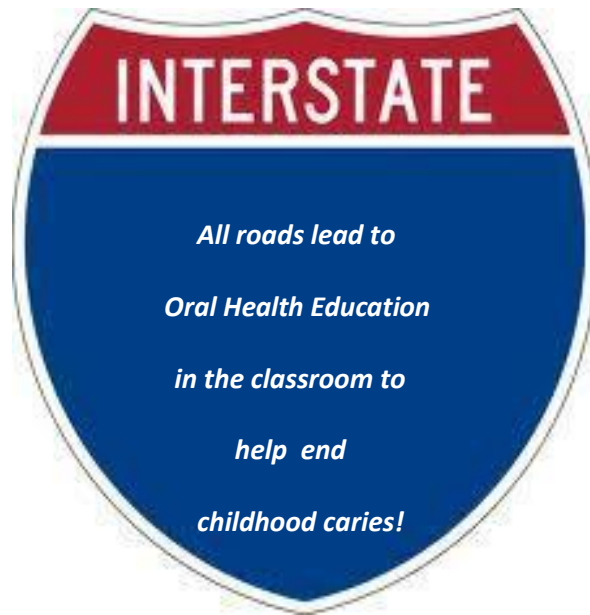 INTERSTATE
All roads lead to
Oral Health Education
in the classroom to
help end
childhood caries!